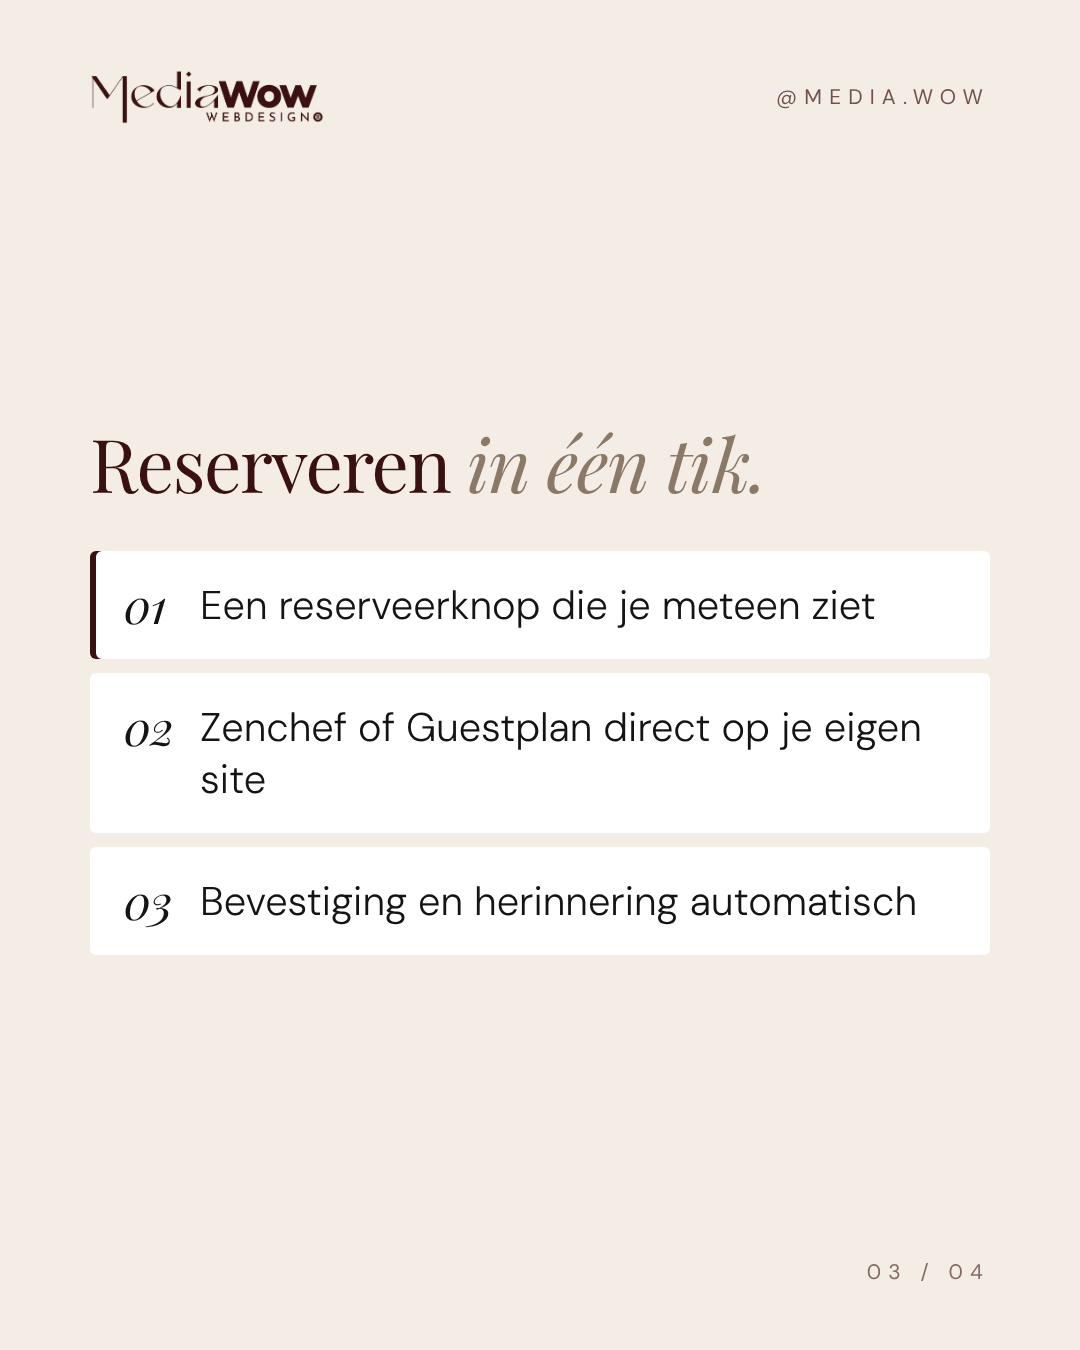 MediaWow
WEBDESIGN
@MEDIA.WOW
Reserveren in één tik.
01 Een reserveerknop die je meteen ziet
02 Zenchef of Guestplan direct op je eigen
site
03 Bevestiging en herinnering automatisch
03 / 04